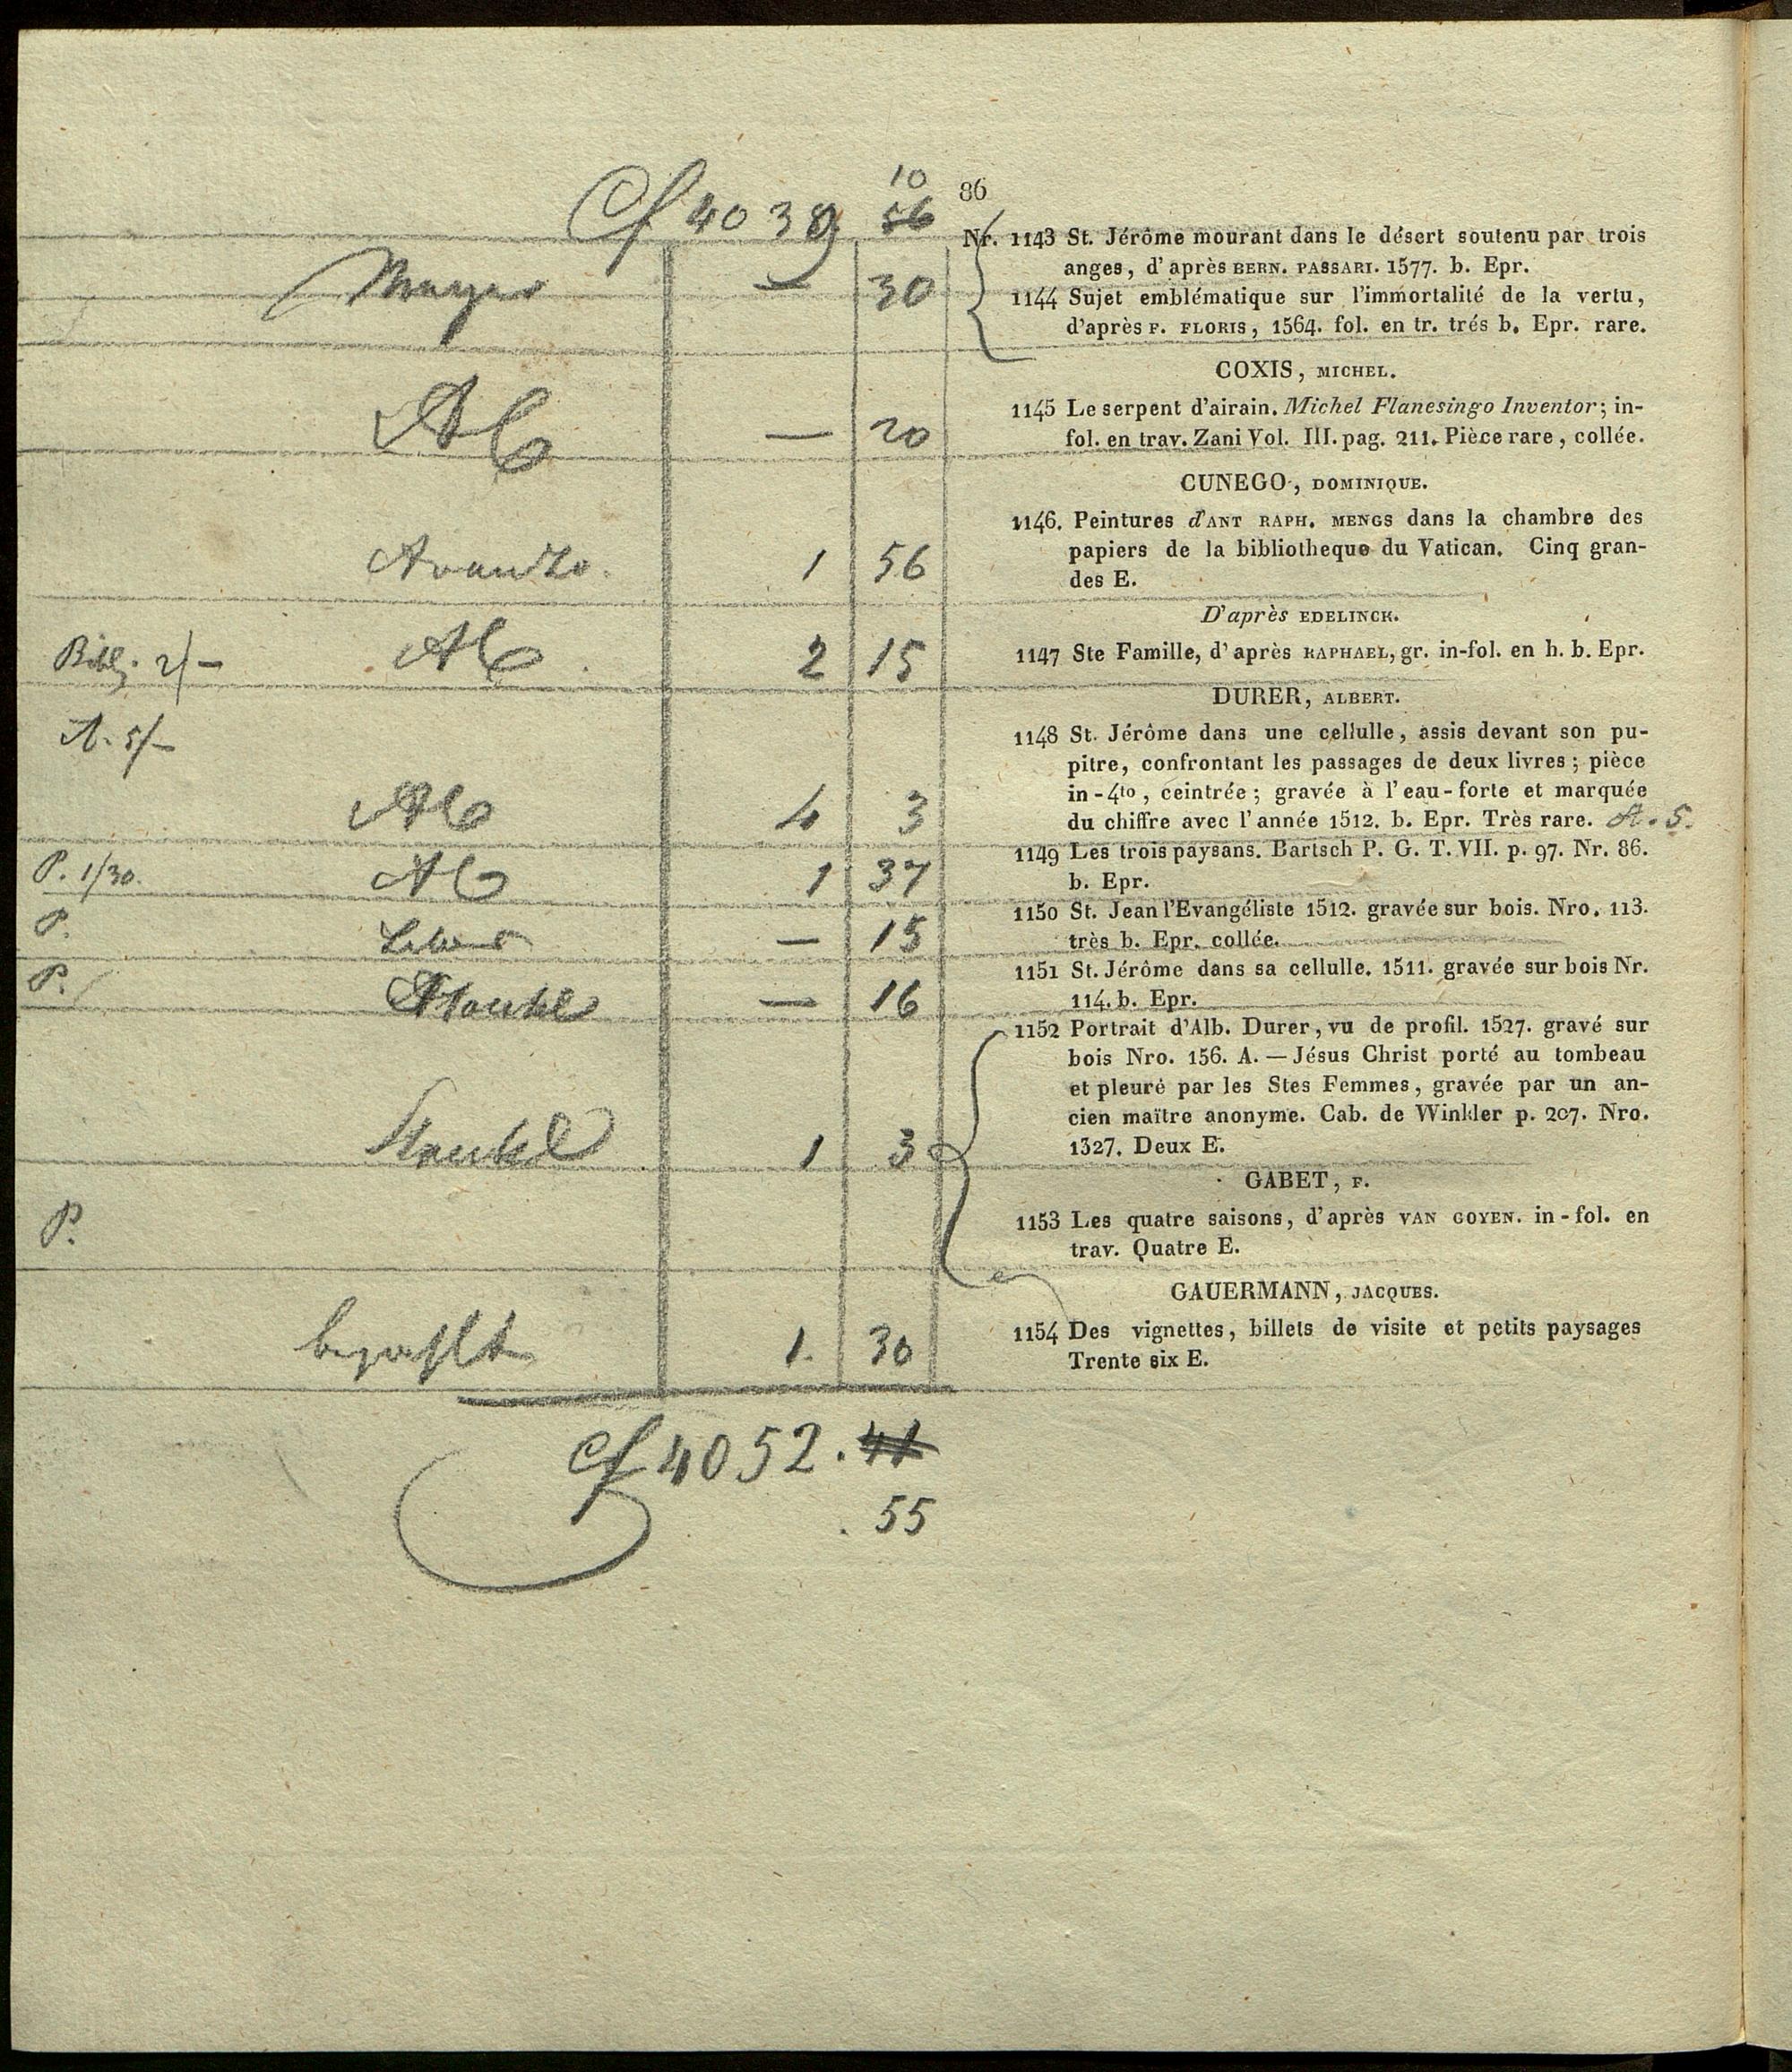 Cf 4039 10
56
86
Nr. 1143 St. Jérôme mourant dans le désert soutenu par trois
anges, d'après BERN. PASSARI. 1577. b. Epr.
— 30
1144 Sujet emblématique sur l'immortalité de la vertu,
d'après F. FLORIS, 1564. fol. en tr. trés b. Epr. rare.
COXIS, MICHEL.
1145 Le serpent d'airain. Michel Flanesingo Inventor; in-
fol. en trav. Zani Vol. III. pag. 211. Pièce rare, collée.
— 20
CUNEGO, DOMINIQUE.
1146. Peintures d'ANT RAPH. MENGS dans la chambre des
papiers de la bibliotheque du Vatican. Cinq gran-
des E.
1 56
D'après EDELINCK.
1147 Ste Famille, d'après RAPHAEL, gr. in-fol. en h. b. Epr.
2/— 2 15
DURER, ALBERT.
A. 5/—
1148 St. Jérôme dans une cellulle, assis devant son pu-
pitre, confrontant les passages de deux livres; pièce
in-4to, ceintrée; gravée à l'eau-forte et marquée
du chiffre avec l'année 1512. b. Epr. Très rare. A. 5.
4 3
1149 Les trois paysans. Bartsch P. G. T. VII. p. 97. Nr. 86.
b. Epr.
P. 1/30. 1 37
1150 St. Jean l'Evangéliste 1512. gravée sur bois. Nro. 113.
très b. Epr. collée.
P. — 15
1151 St. Jérôme dans sa cellulle. 1511. gravée sur bois Nr.
114. b. Epr.
P. — 16
1152 Portrait d'Alb. Durer, vu de profil. 1527. gravé sur
bois Nro. 156. A. — Jésus Christ porté au tombeau
et pleuré par les Stes Femmes, gravée par un an-
cien maître anonyme. Cab. de Winkler p. 207. Nro.
1327. Deux E.
1 3
GABET, F.
P.
1153 Les quatre saisons, d'après VAN GOYEN. in-fol. en
trav. Quatre E.
GAUERMANN, JACQUES.
1154 Des vignettes, billets de visite et petits paysages
Trente six E.
bezahlt 1. 30
Cf 4052. 41
. 55